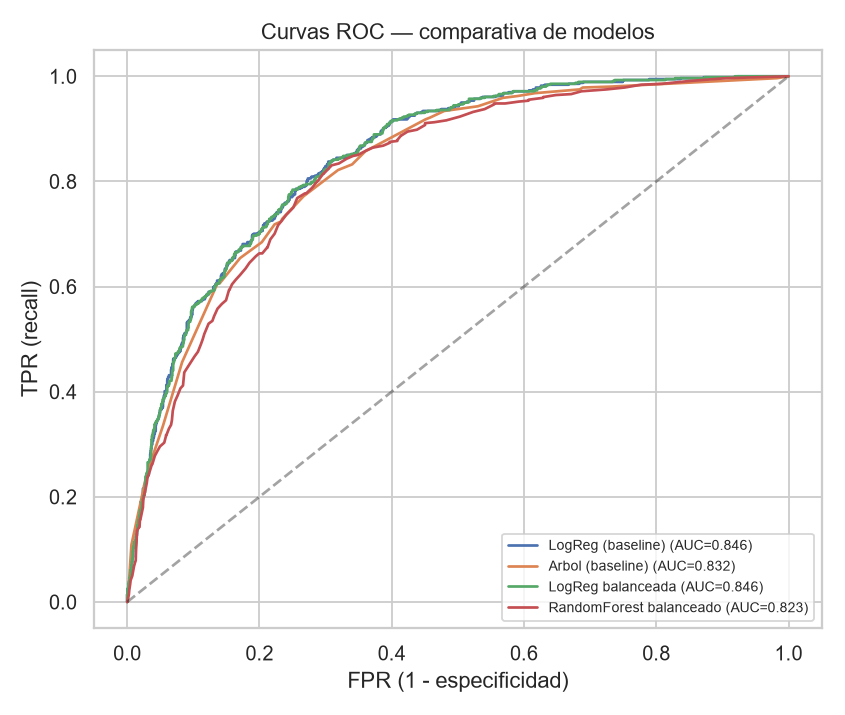 Curvas ROC — comparativa de modelos
1.0
0.8
0.6
0.4
0.2
0.0
TPR (recall)
LogReg (baseline) (AUC=0.846)
Arbol (baseline) (AUC=0.832)
LogReg balanceada (AUC=0.846)
RandomForest balanceado (AUC=0.823)
0.0 0.2 0.4 0.6 0.8 1.0
FPR (1 - especificidad)